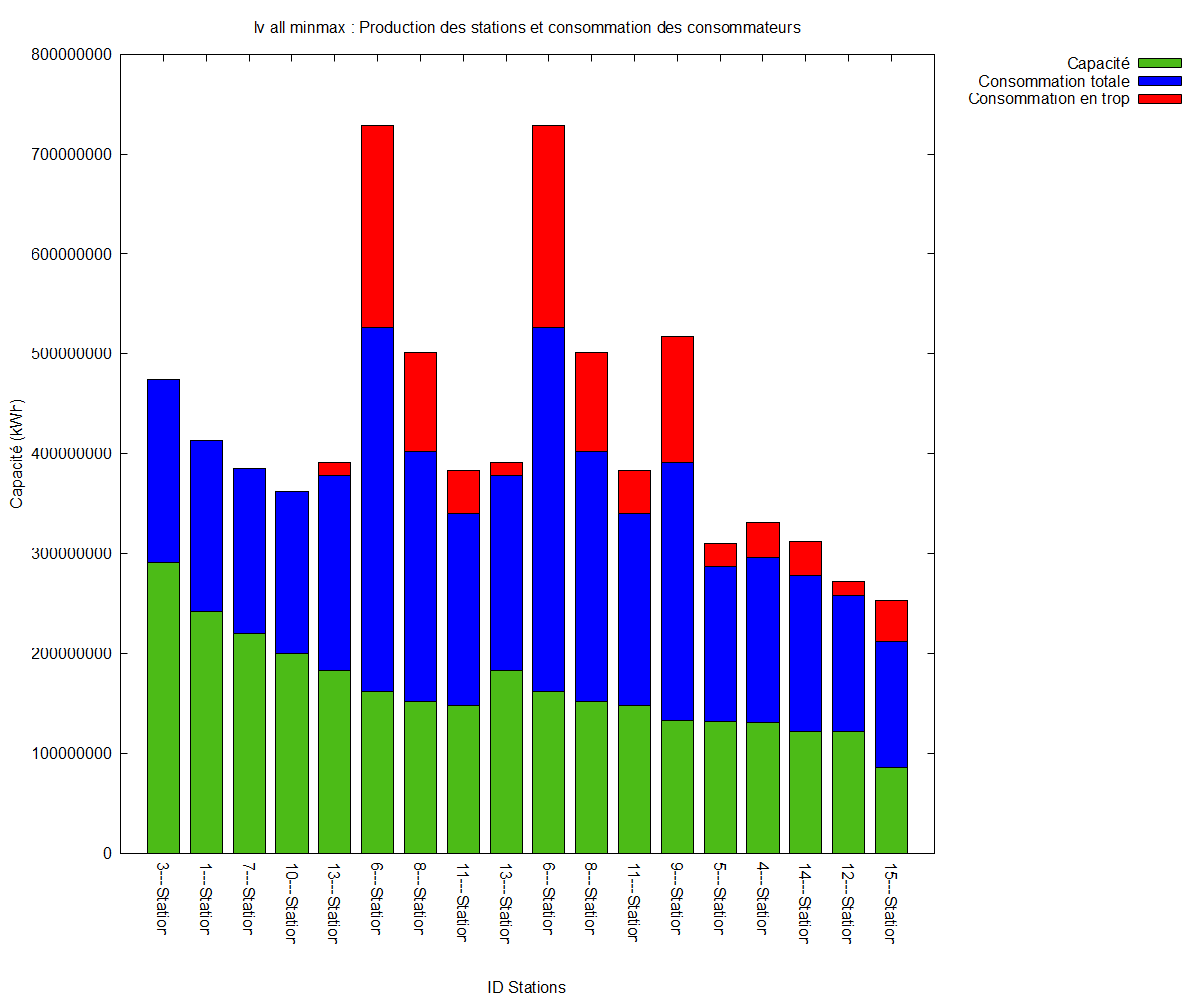 lv all minmax : Production des stations et consommation des consommateurs
Capacité
Consommation totale
Consommation en trop
800000000
700000000
600000000
500000000
400000000
300000000
200000000
100000000
0
Capacité (kWh)
3---Station
1---Station
7---Station
10---Station
13---Station
6---Station
8---Station
11---Station
13---Station
6---Station
8---Station
11---Station
9---Station
5---Station
4---Station
14---Station
12---Station
15---Station
ID Stations